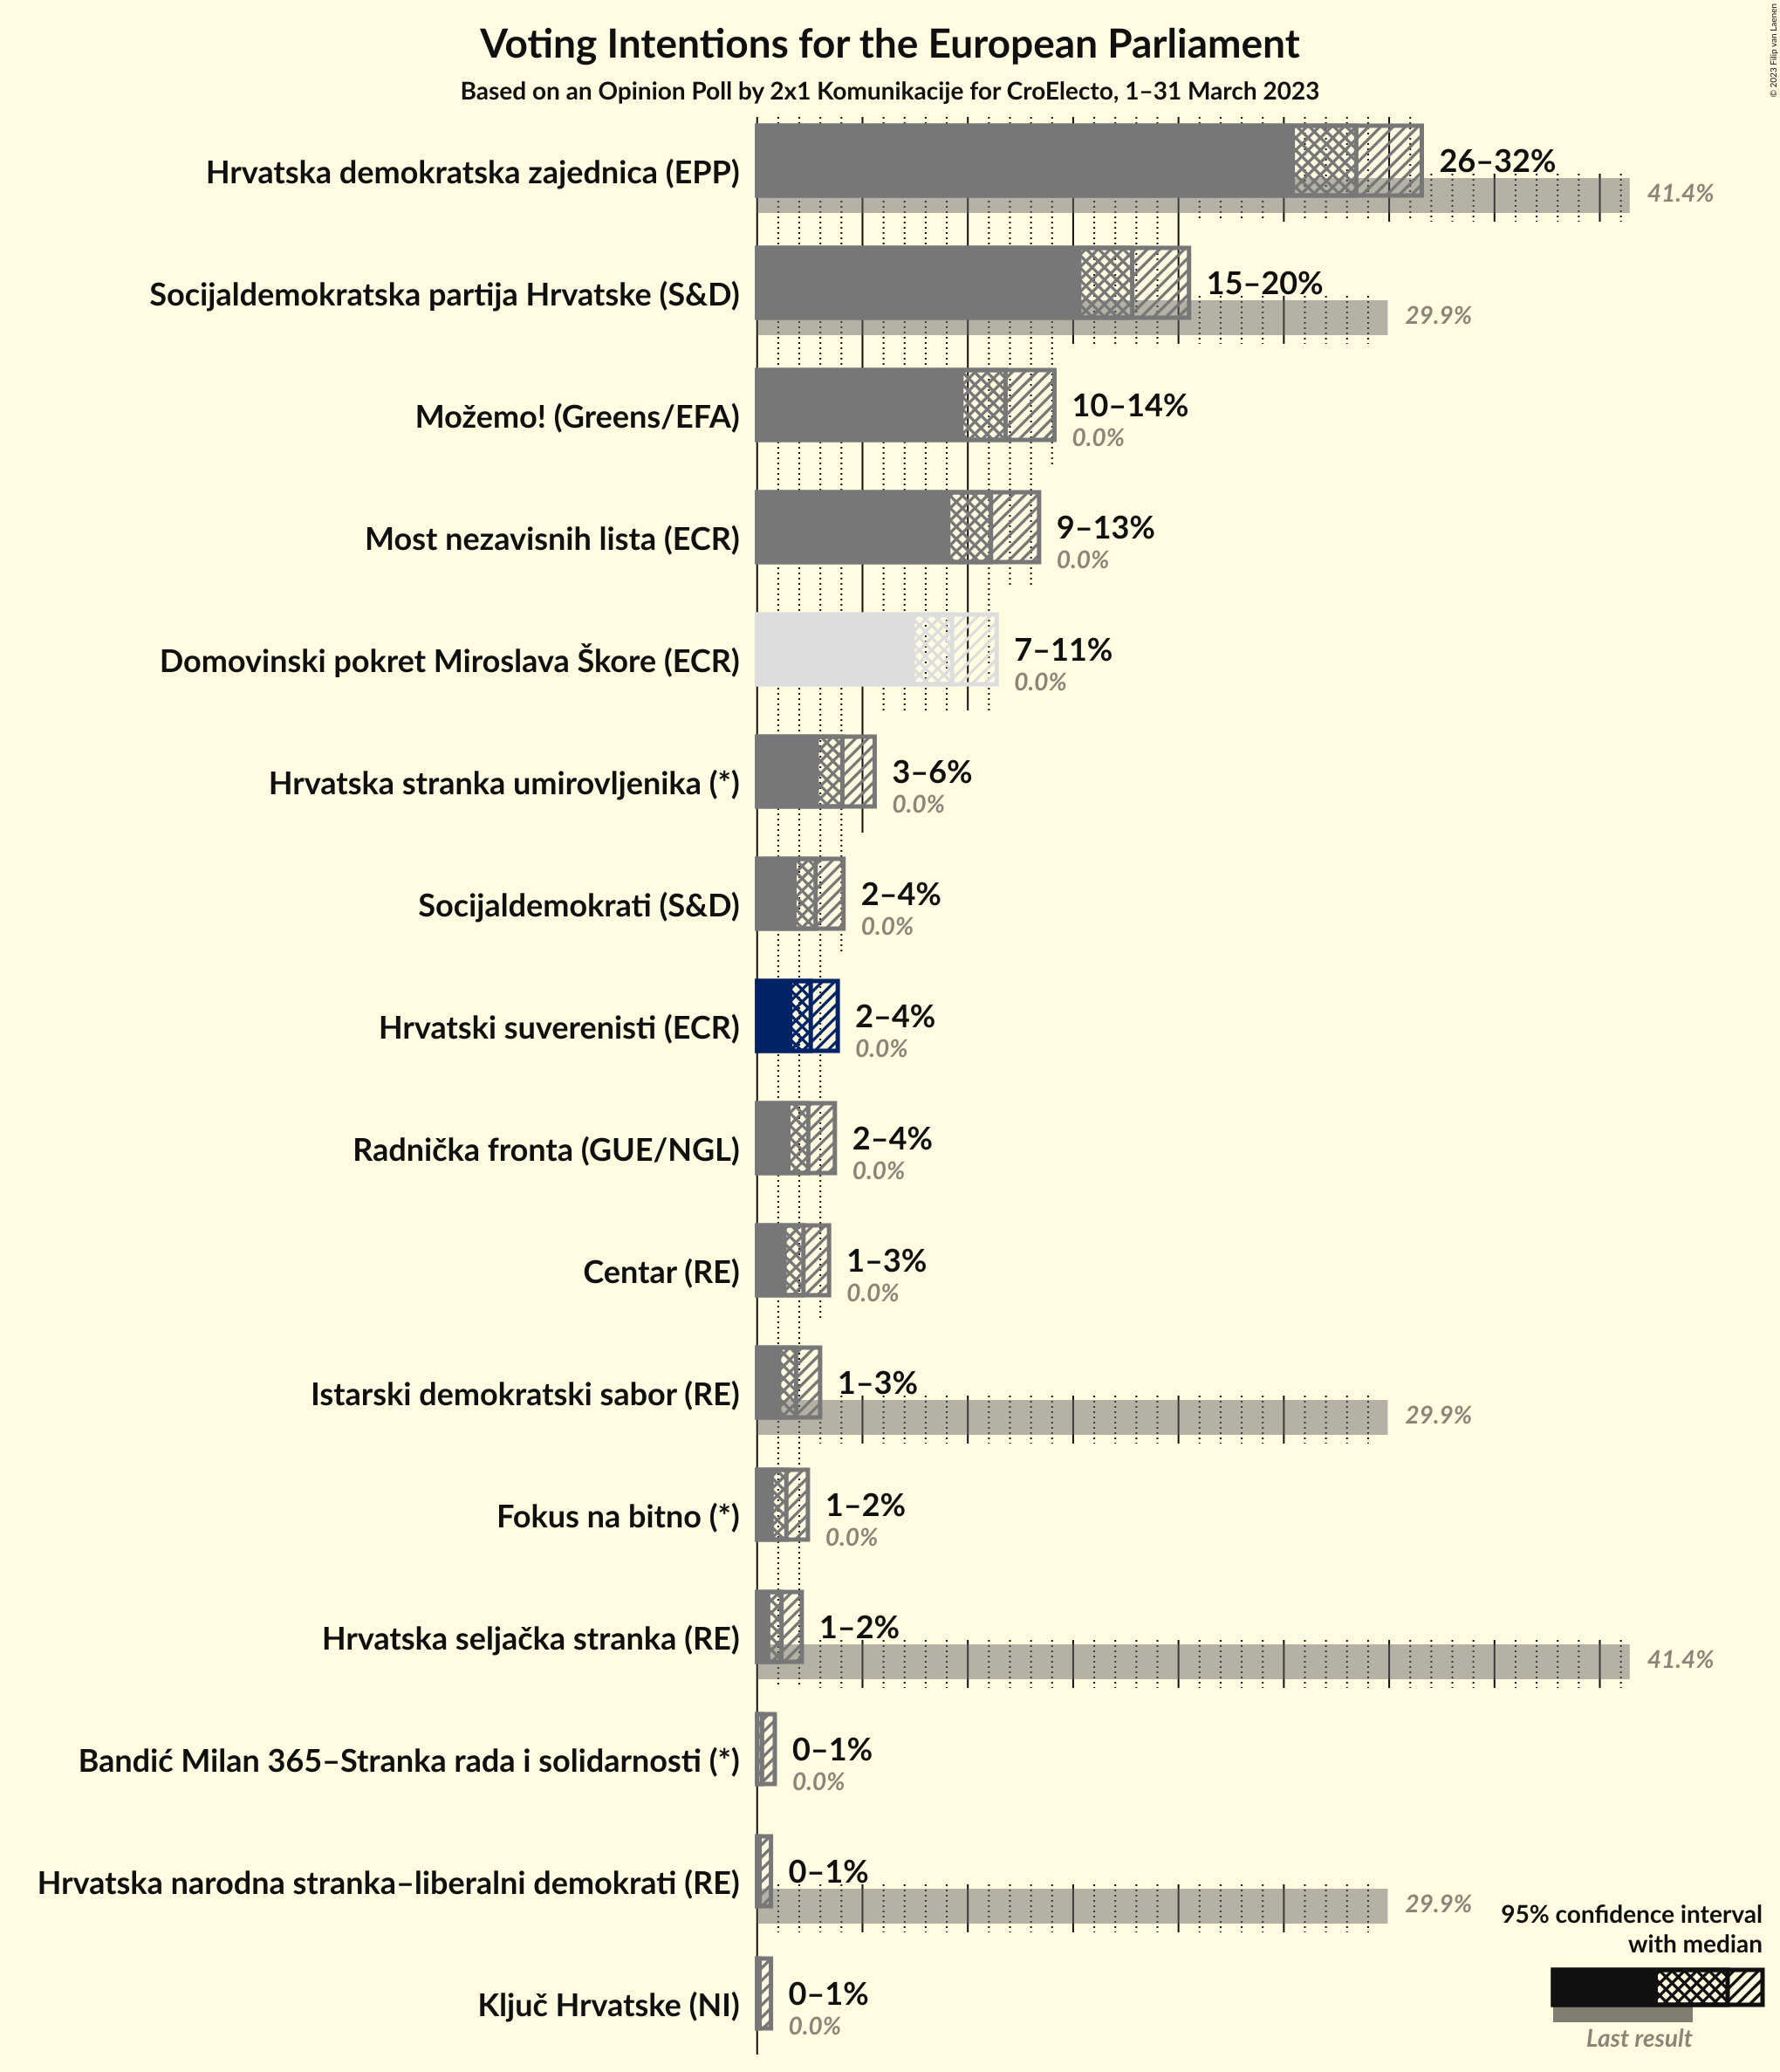 © 2023 Filip van Laenen
Voting Intentions for the European Parliament
Based on an Opinion Poll by 2x1 Komunikacije for CroElecto, 1–31 March 2023
Hrvatska demokratska zajednica (EPP)
26–32%
41.4%
Socijaldemokratska partija Hrvatske (S&D)
15–20%
29.9%
Možemo! (Greens/EFA)
10–14%
0.0%
Most nezavisnih lista (ECR)
9–13%
0.0%
Domovinski pokret Miroslava Škore (ECR)
7–11%
0.0%
Hrvatska stranka umirovljenika (*)
3–6%
0.0%
Socijaldemokrati (S&D)
2–4%
0.0%
Hrvatski suverenisti (ECR)
2–4%
0.0%
Radnička fronta (GUE/NGL)
2–4%
0.0%
Centar (RE)
1–3%
0.0%
Istarski demokratski sabor (RE)
1–3%
29.9%
Fokus na bitno (*)
1–2%
0.0%
Hrvatska seljačka stranka (RE)
1–2%
41.4%
Bandić Milan 365–Stranka rada i solidarnosti (*)
0–1%
0.0%
Hrvatska narodna stranka–liberalni demokrati (RE)
0–1%
29.9%
Ključ Hrvatske (NI)
0–1%
0.0%
95% confidence interval
with median
Last result